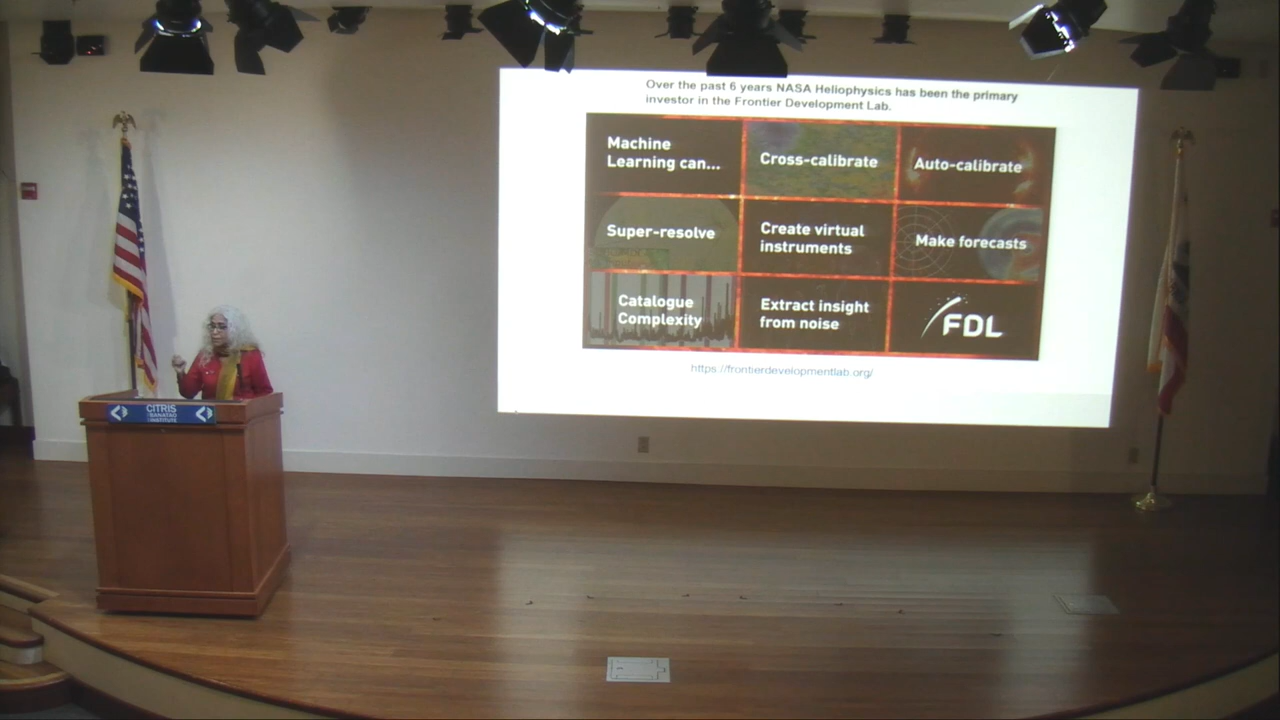 Over the past 6 years NASA Heliophysics has been the primary
investor in the Frontier Development Lab.
Machine
Learning can...
Cross-calibrate
Auto-calibrate
Super-resolve
Create virtual
instruments
Make forecasts
Catalogue
Complexity
Extract insight
from noise
FDL
https://frontierdevelopmentlab.org/
CITRIS
BANATAO
INSTITUTE